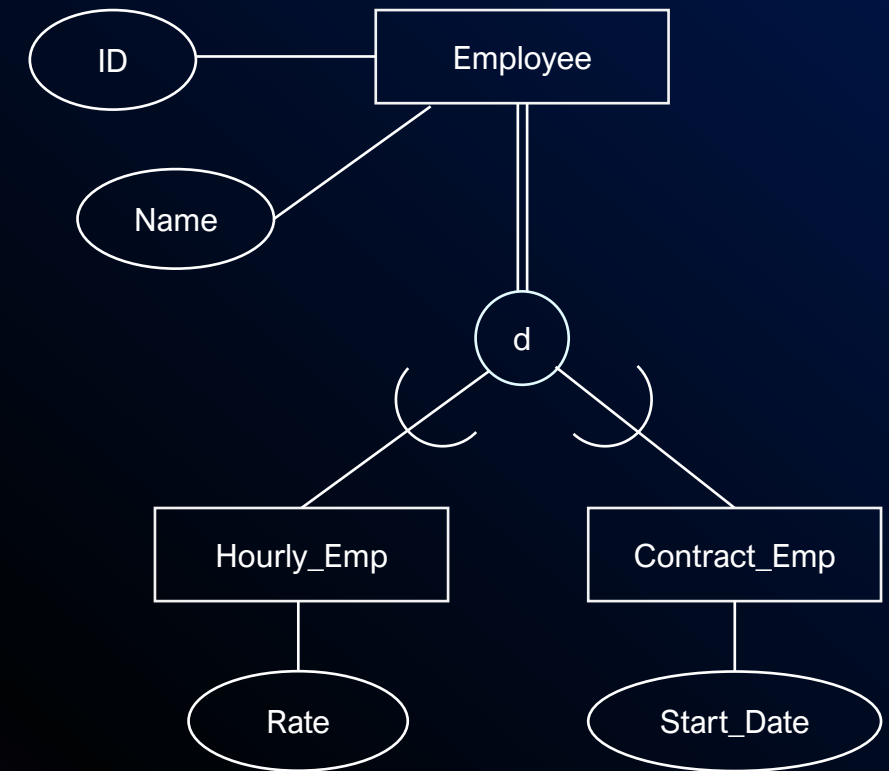 ID
Employee
Name
d
Hourly_Emp
Contract_Emp
Rate
Start_Date